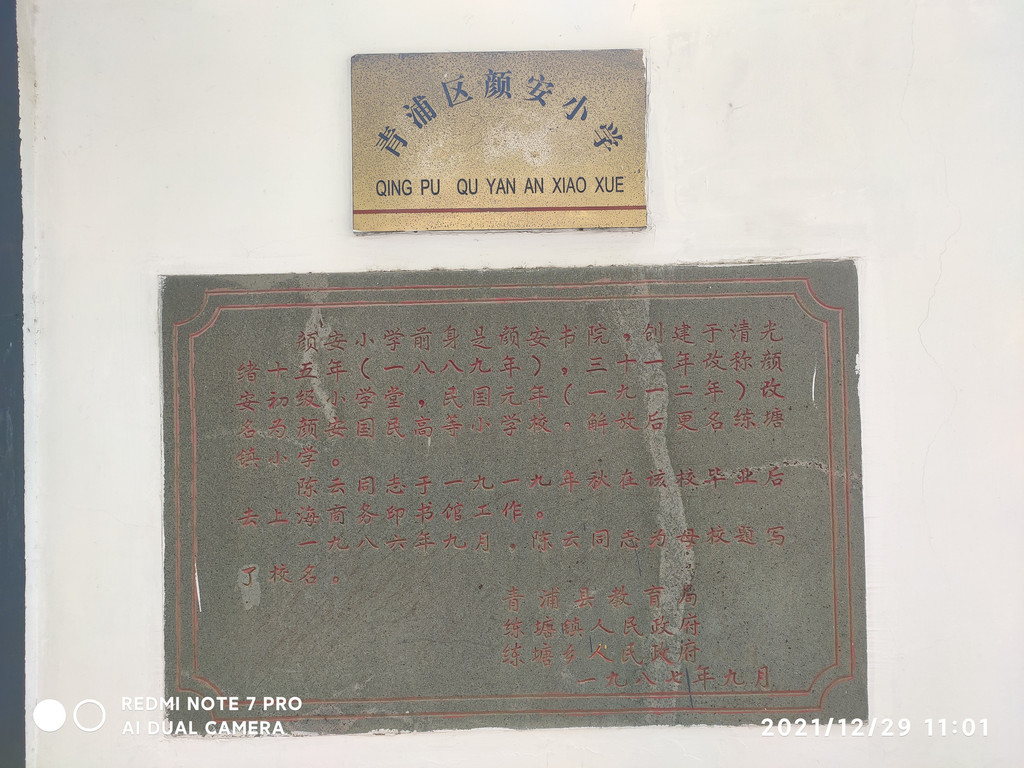 青浦区颜安小学
QING PU QU YAN AN XIAO XUE
颜安小学前身是颜安书院，创建于清光
绪十五年（一八八九年），三十一年改称颜
安初级小学堂，民国元年（一九一二年）改
名为颜安国民高等小学校。解放后更名练塘
镇小学。
陈云同志于一九一九年秋在该校毕业后
去上海商务印书馆工作。
一九八六年九月，陈云同志为母校题写
了校名。
青浦县教育局
练塘镇人民政府
练塘乡人民政府
一九八七年九月
REDMI NOTE 7 PRO
AI DUAL CAMERA
2021/12/29 11:01